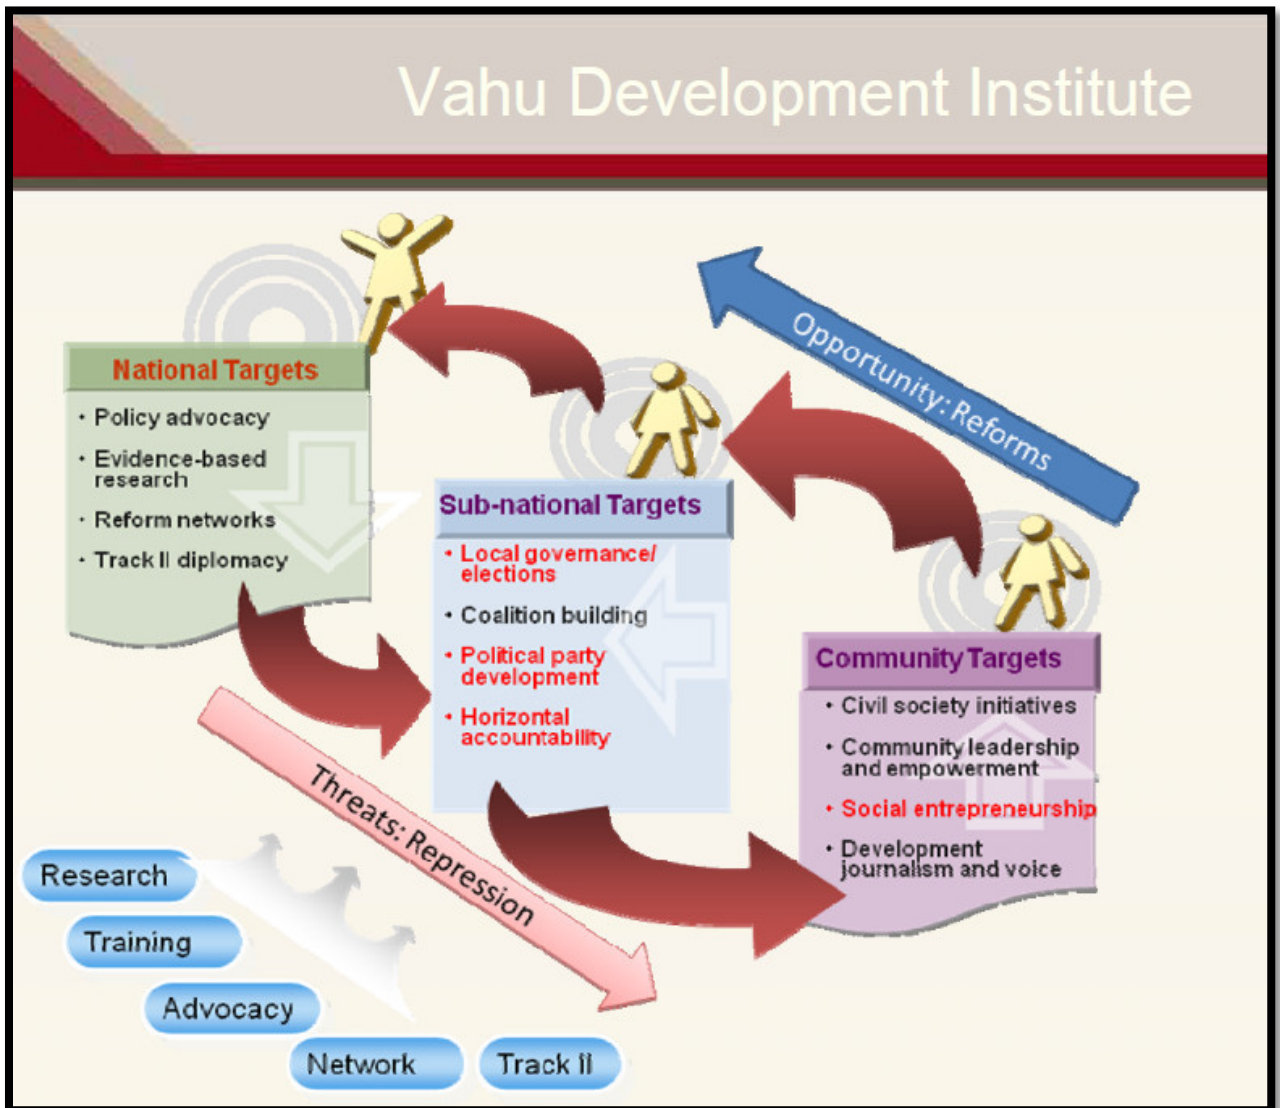 Vahu Development Institute
Opportunity: Reforms
National Targets
• Policy advocacy
• Evidence-based
research
• Reform networks
• Track II diplomacy
Sub-national Targets
• Local governance/
elections
• Coalition building
• Political party
development
• Horizontal
accountability
Community Targets
• Civil society initiatives
• Community leadership
and empowerment
• Social entrepreneurship
• Development
journalism and voice
Threats: Repression
Research
Training
Advocacy
Network
Track II